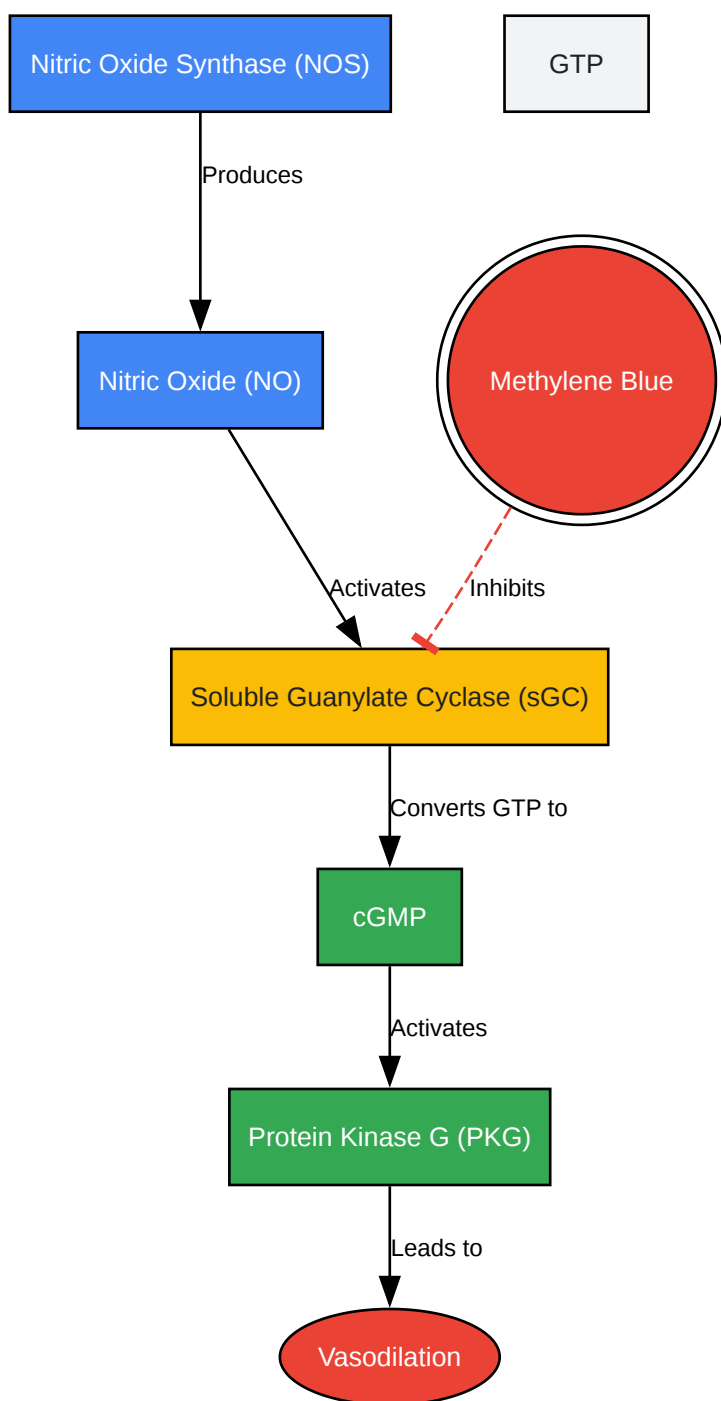 Nitric Oxide Synthase (NOS)
GTP
Produces
Nitric Oxide (NO)
Methylene Blue
Activates
Inhibits
Soluble Guanylate Cyclase (sGC)
Converts GTP to
cGMP
Activates
Protein Kinase G (PKG)
Leads to
Vasodilation